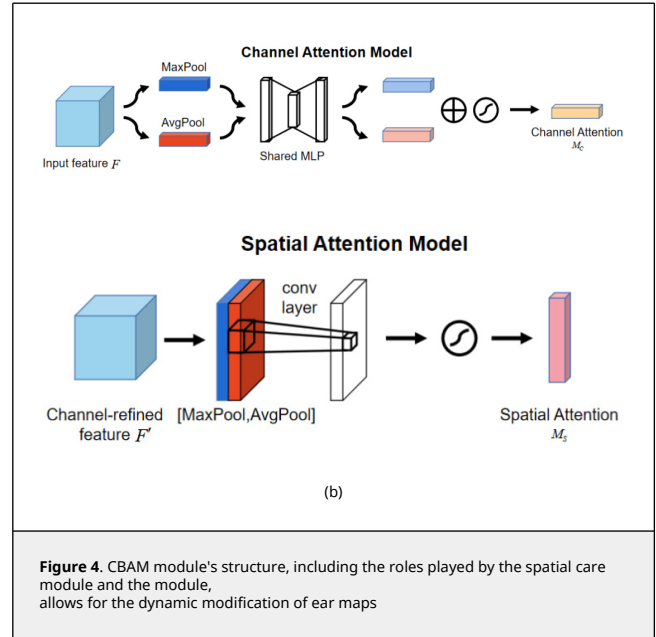 Channel Attention Model
MaxPool
AvgPool
Input feature F
Shared MLP
Channel Attention
M_c
Spatial Attention Model
conv
layer
Channel-refined
feature F'
[MaxPool,AvgPool]
Spatial Attention
M_s
(b)
Figure 4. CBAM module's structure, including the roles played by the spatial care
module and the module,
allows for the dynamic modification of ear maps